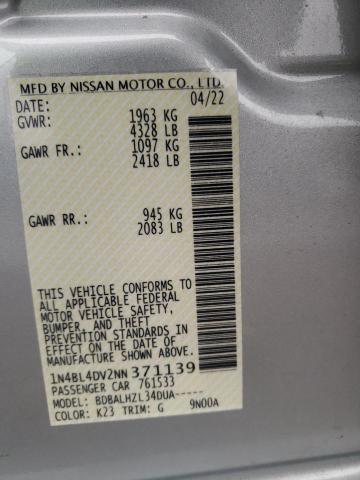 MFD BY NISSAN MOTOR CO., LTD.
DATE: 04/22
GVWR: 1963 KG
4328 LB
GAWR FR.: 1097 KG
2418 LB
GAWR RR.: 945 KG
2083 LB
THIS VEHICLE CONFORMS TO
ALL APPLICABLE FEDERAL
MOTOR VEHICLE SAFETY,
BUMPER, AND THEFT
PREVENTION STANDARDS IN
EFFECT ON THE DATE OF
MANUFACTURE SHOWN ABOVE.
1N4BL4DV2NN371139
PASSENGER CAR 761533
MODEL: BDBALHZL34DUA-----
COLOR: K23 TRIM: G 9N00A